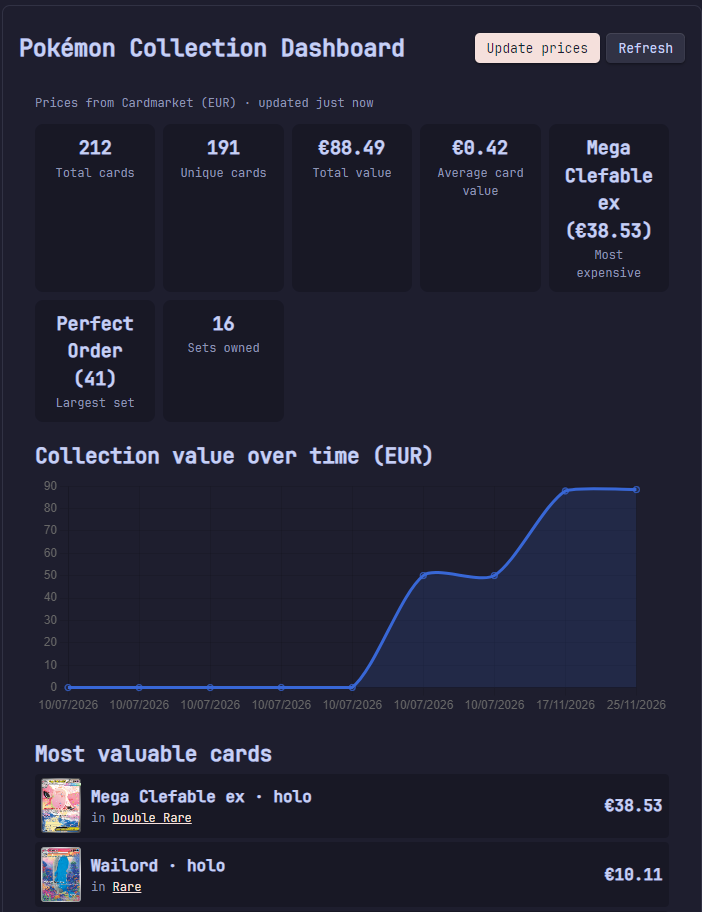 Pokémon Collection Dashboard
Update prices
Refresh
Prices from Cardmarket (EUR) · updated just now
212
Total cards
191
Unique cards
€88.49
Total value
€0.42
Average card
value
Mega
Clefable
ex
(€38.53)
Most
expensive
Perfect
Order
(41)
Largest set
16
Sets owned
Collection value over time (EUR)
90
80
70
60
50
40
30
20
10
0
10/07/2026 10/07/2026 10/07/2026 10/07/2026 10/07/2026 10/07/2026 10/07/2026 17/11/2026 25/11/2026
Most valuable cards
Mega Clefable ex · holo
in Double Rare
€38.53
Wailord · holo
in Rare
€10.11